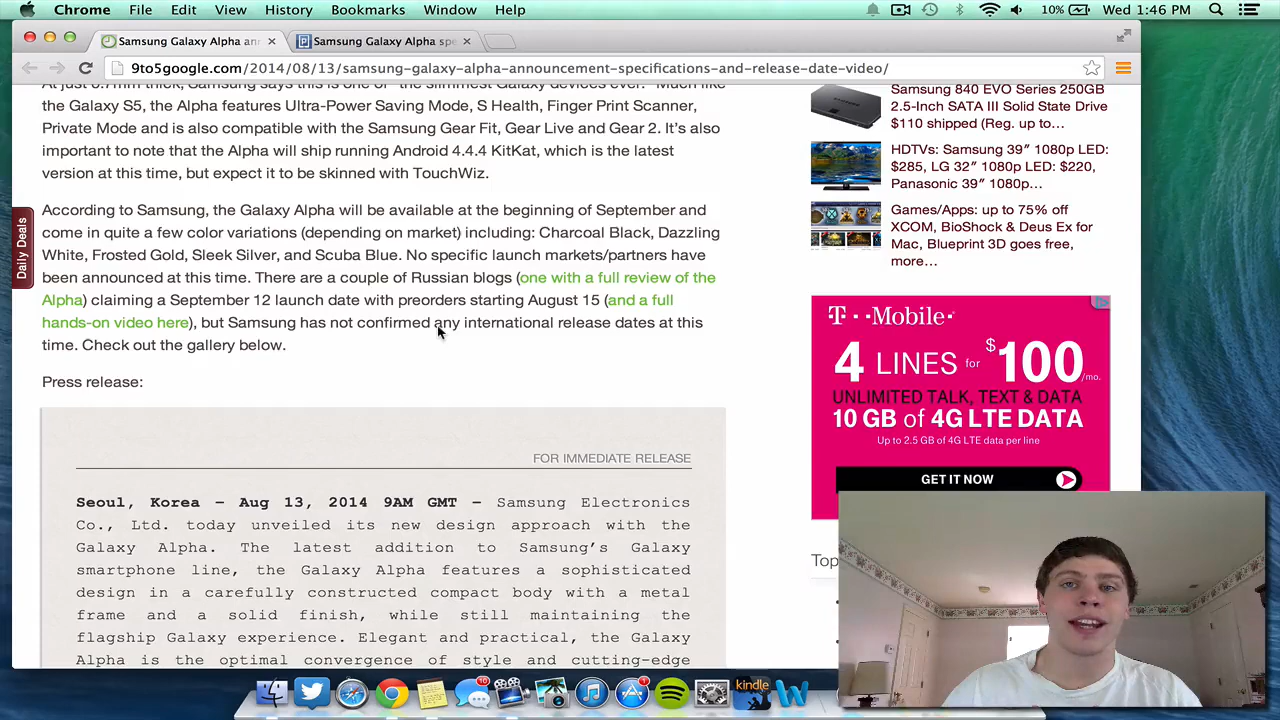 Chrome File Edit View History Bookmarks Window Help
10% Wed 1:46 PM
Samsung Galaxy Alpha an
Samsung Galaxy Alpha spe
9to5google.com/2014/08/13/samsung-galaxy-alpha-announcement-specifications-and-release-date-video/
the Galaxy S5, the Alpha features Ultra-Power Saving Mode, S Health, Finger Print Scanner,
Private Mode and is also compatible with the Samsung Gear Fit, Gear Live and Gear 2. It's also
important to note that the Alpha will ship running Android 4.4.4 KitKat, which is the latest
version at this time, but expect it to be skinned with TouchWiz.
According to Samsung, the Galaxy Alpha will be available at the beginning of September and
come in quite a few color variations (depending on market) including: Charcoal Black, Dazzling
White, Frosted Gold, Sleek Silver, and Scuba Blue. No specific launch markets/partners have
been announced at this time. There are a couple of Russian blogs (one with a full review of the
Alpha) claiming a September 12 launch date with preorders starting August 15 (and a full
hands-on video here), but Samsung has not confirmed any international release dates at this
time. Check out the gallery below.
Press release:
FOR IMMEDIATE RELEASE
Seoul, Korea – Aug 13, 2014 9AM GMT – Samsung Electronics
Co., Ltd. today unveiled its new design approach with the
Galaxy Alpha. The latest addition to Samsung's Galaxy
smartphone line, the Galaxy Alpha features a sophisticated
design in a carefully constructed compact body with a metal
frame and a solid finish, while still maintaining the
flagship Galaxy experience. Elegant and practical, the Galaxy
Alpha is the optimal convergence of style and cutting-edge
Daily Deals
Samsung 840 EVO Series 250GB
2.5-Inch SATA III Solid State Drive
$110 shipped (Reg. up to…
HDTVs: Samsung 39″ 1080p LED:
$285, LG 32″ 1080p LED: $220,
Panasonic 39″ 1080p…
Games/Apps: up to 75% off
XCOM, BioShock & Deus Ex for
Mac, Blueprint 3D goes free,
more…
T··Mobile·
4 LINES for $100/mo.
UNLIMITED TALK, TEXT & DATA
10 GB of 4G LTE DATA
Up to 2.5 GB of 4G LTE data per line
GET IT NOW
Top
10
1
kindle
W